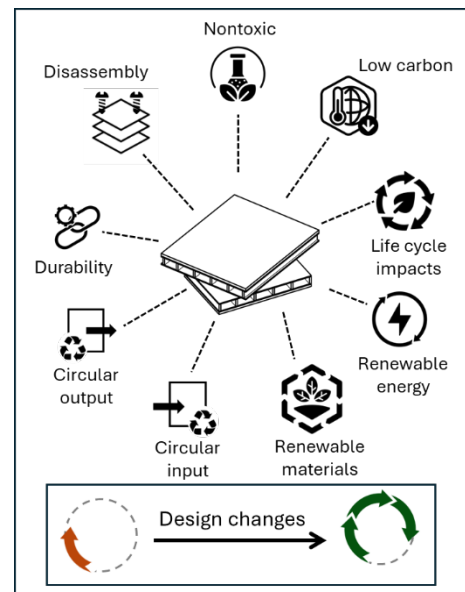 Nontoxic
Disassembly
Low carbon
Durability
Life cycle
impacts
Circular
output
Renewable
energy
Circular
input
Renewable
materials
Design changes